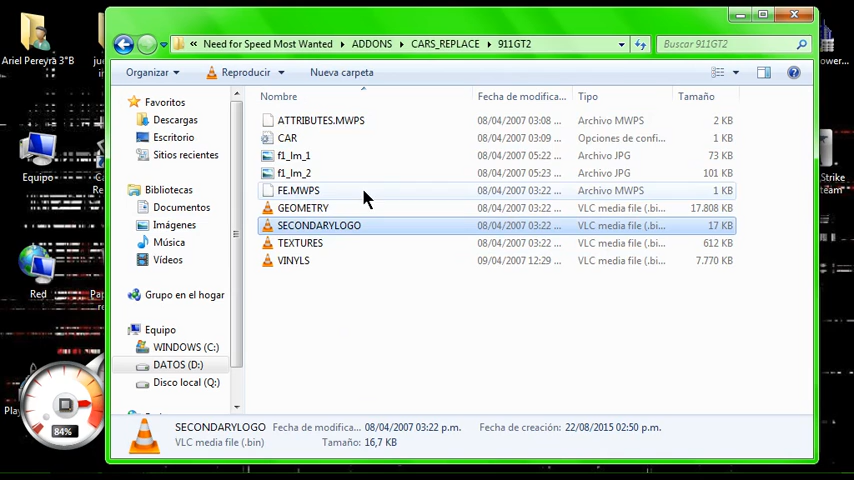 Ariel Pereyra 3°B
Equipo
Red
84%
« Need for Speed Most Wanted ▸ ADDONS ▸ CARS_REPLACE ▸ 911GT2
Buscar 911GT2
Organizar
Reproducir
Nueva carpeta
Favoritos
Descargas
Escritorio
Sitios recientes
Bibliotecas
Documentos
Imágenes
Música
Vídeos
Grupo en el hogar
Equipo
WINDOWS (C:)
DATOS (D:)
Disco local (Q:)
Nombre Fecha de modifica... Tipo Tamaño
ATTRIBUTES.MWPS 08/04/2007 03:08 ... Archivo MWPS 2 KB
CAR 08/04/2007 03:09 ... Opciones de confi... 1 KB
f1_lm_1 08/04/2007 05:22 ... Archivo JPG 73 KB
f1_lm_2 08/04/2007 05:22 ... Archivo JPG 101 KB
FE.MWPS 08/04/2007 03:22 ... Archivo MWPS 1 KB
GEOMETRY 08/04/2007 03:22 ... VLC media file (.bi... 17.808 KB
SECONDARYLOGO 08/04/2007 03:22 ... VLC media file (.bi... 17 KB
TEXTURES 08/04/2007 03:22 ... VLC media file (.bi... 612 KB
VINYLS 09/04/2007 12:29 ... VLC media file (.bi... 7.770 KB
SECONDARYLOGO Fecha de modifica... 08/04/2007 03:22 p.m. Fecha de creación: 22/08/2015 02:50 p.m.
VLC media file (.bin) Tamaño: 16,7 KB
ower...
Strike
team